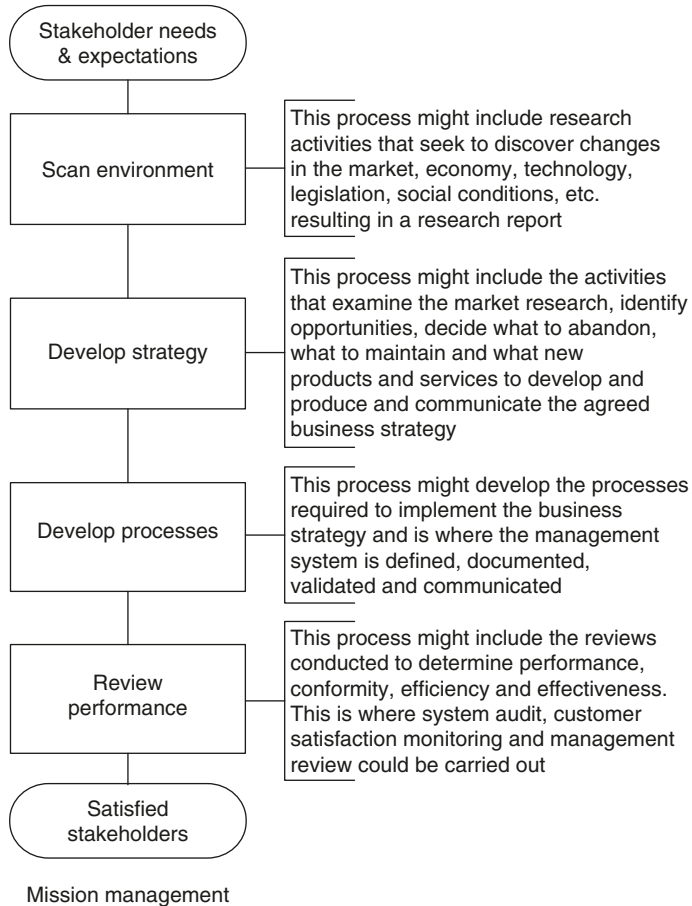 Stakeholder needs
& expectations
Scan environment
This process might include research
activities that seek to discover changes
in the market, economy, technology,
legislation, social conditions, etc.
resulting in a research report
Develop strategy
This process might include the activities
that examine the market research, identify
opportunities, decide what to abandon,
what to maintain and what new
products and services to develop and
produce and communicate the agreed
business strategy
Develop processes
This process might develop the processes
required to implement the business
strategy and is where the management
system is defined, documented,
validated and communicated
Review
performance
This process might include the reviews
conducted to determine performance,
conformity, efficiency and effectiveness.
This is where system audit, customer
satisfaction monitoring and management
review could be carried out
Satisfied
stakeholders
Mission management